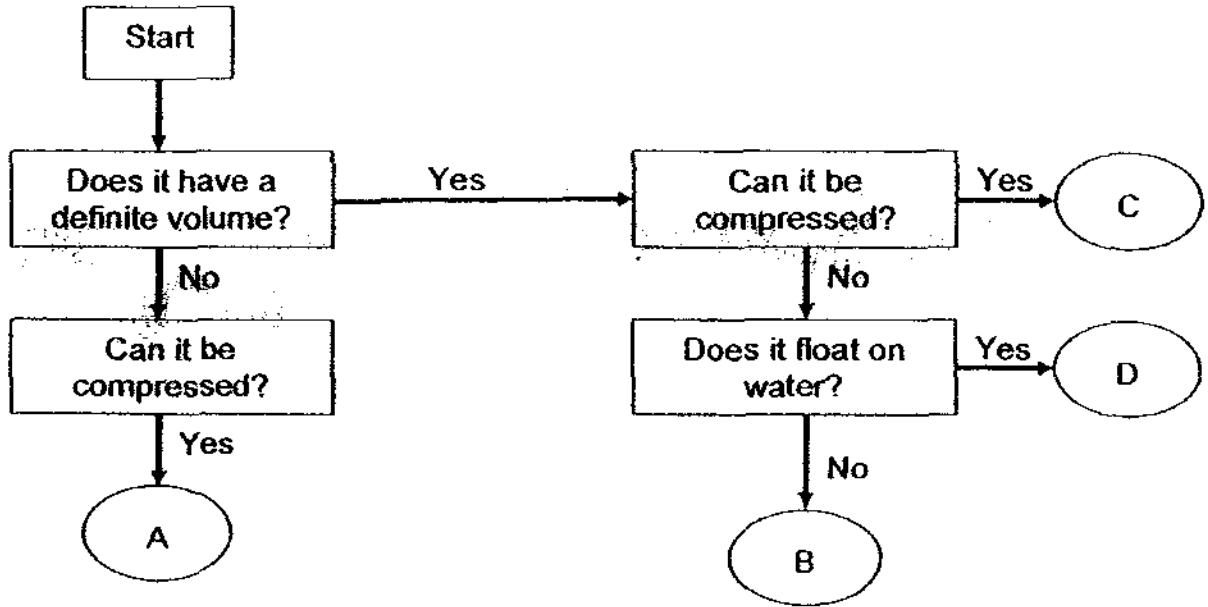 Start
Does it have a
definite volume?
Yes
Can it be
compressed?
Yes
C
No
No
Can it be
compressed?
Does it float on
water?
Yes
D
Yes
No
A
B